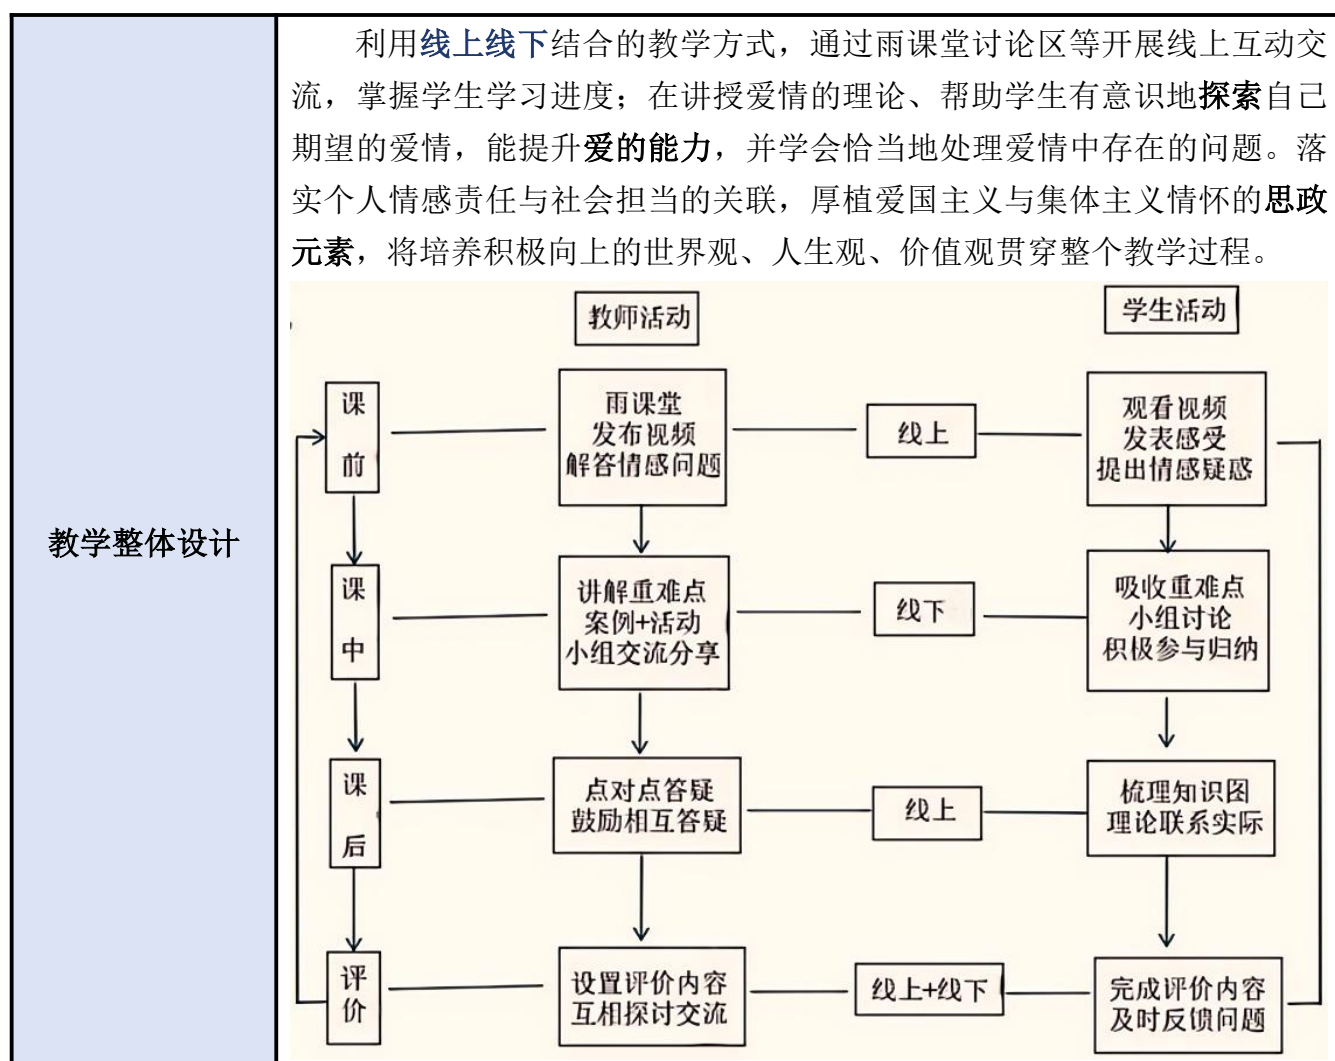 教学整体设计
利用线上线下结合的教学方式，通过雨课堂讨论区等开展线上互动交
流，掌握学生学习进度；在讲授爱情的理论、帮助学生有意识地探索自己
期望的爱情，能提升爱的能力，并学会恰当地处理爱情中存在的问题。落
实个人情感责任与社会担当的关联，厚植爱国主义与集体主义情怀的思政
元素，将培养积极向上的世界观、人生观、价值观贯穿整个教学过程。
教师活动
学生活动
课
前
雨课堂
发布视频
解答情感问题
线上
观看视频
发表感受
提出情感疑惑
课
中
讲解重难点
案例+活动
小组交流分享
线下
吸收重难点
小组讨论
积极参与归纳
课
后
点对点答疑
鼓励相互答疑
线上
梳理知识图
理论联系实际
评
价
设置评价内容
互相探讨交流
线上+线下
完成评价内容
及时反馈问题